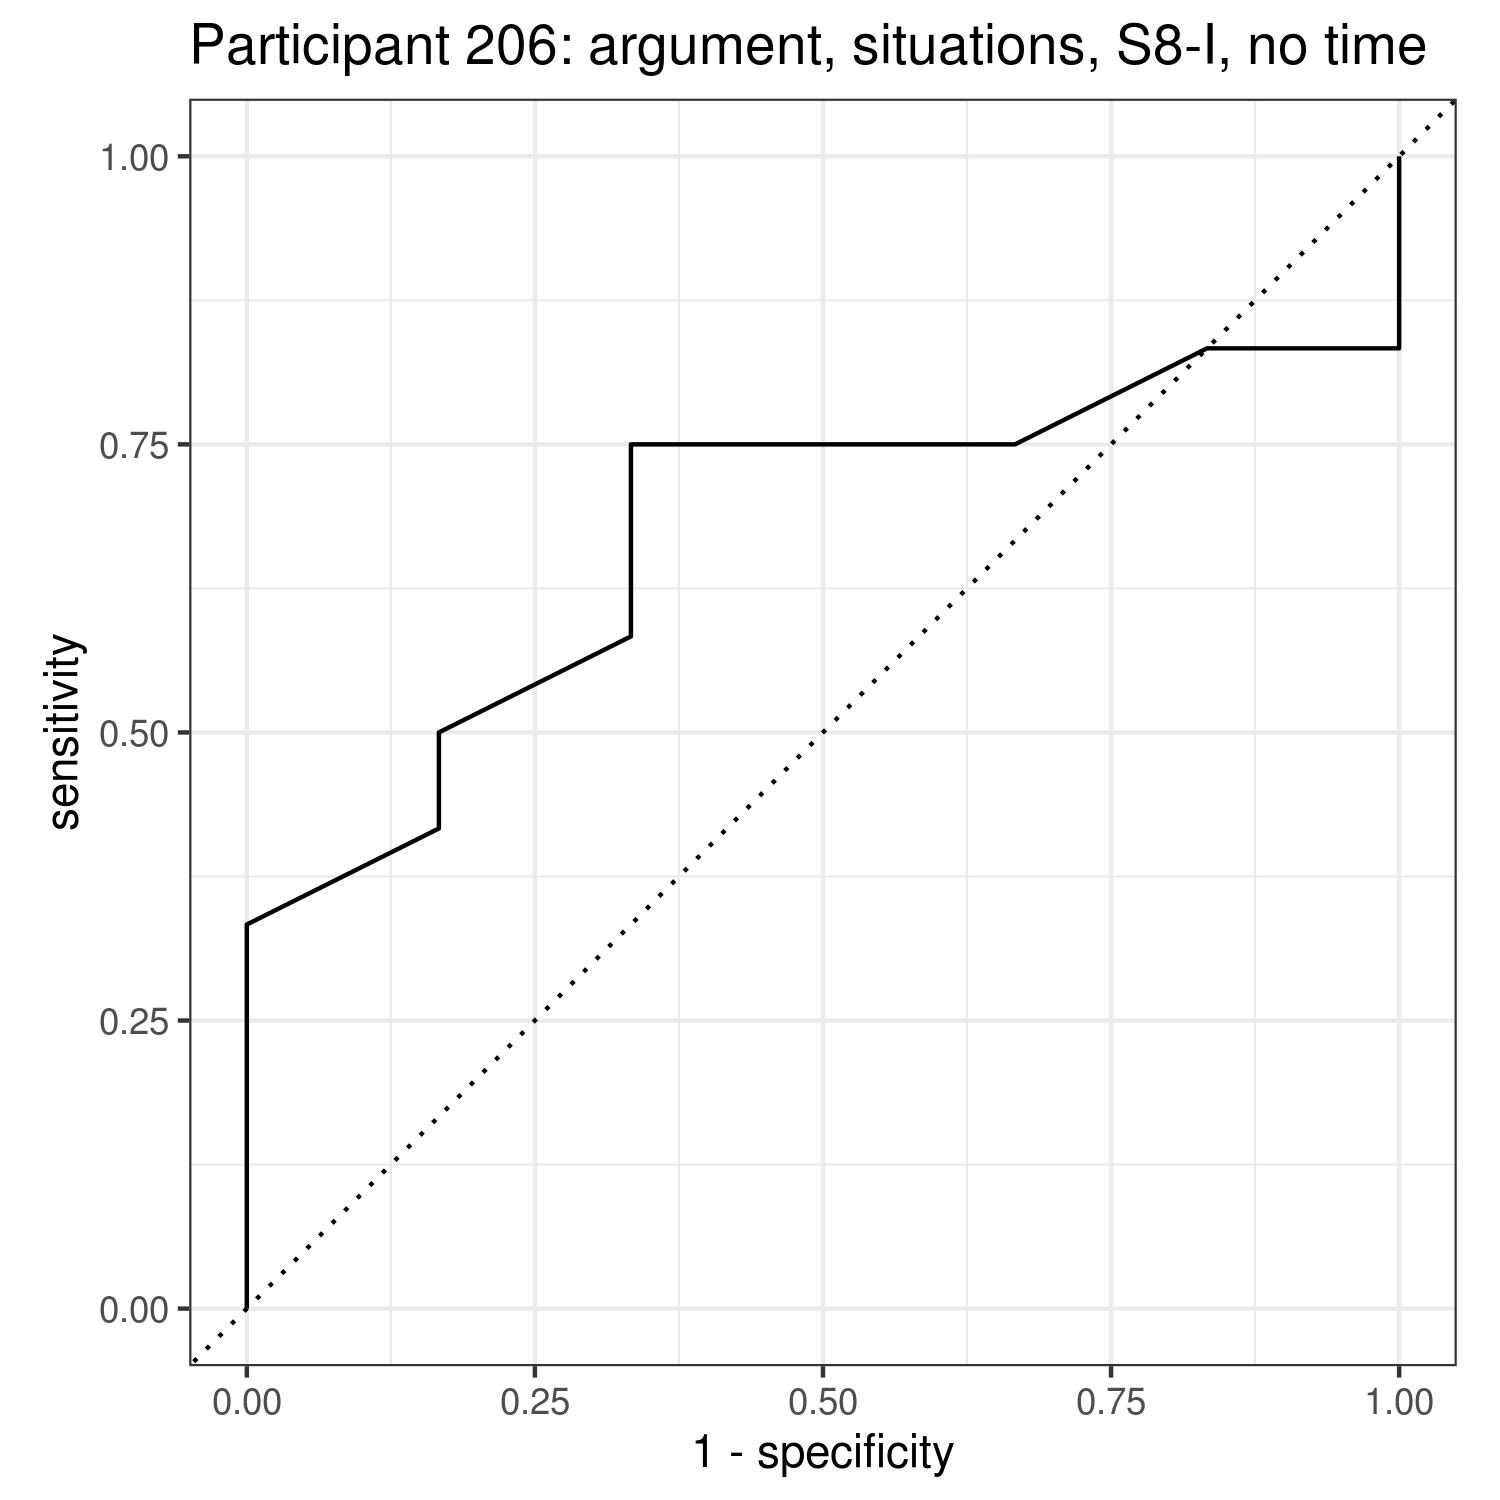 Participant 206: argument, situations, S8-I, no time
1.00
0.75
0.50
0.25
0.00
sensitivity
0.00 0.25 0.50 0.75 1.00
1 - specificity